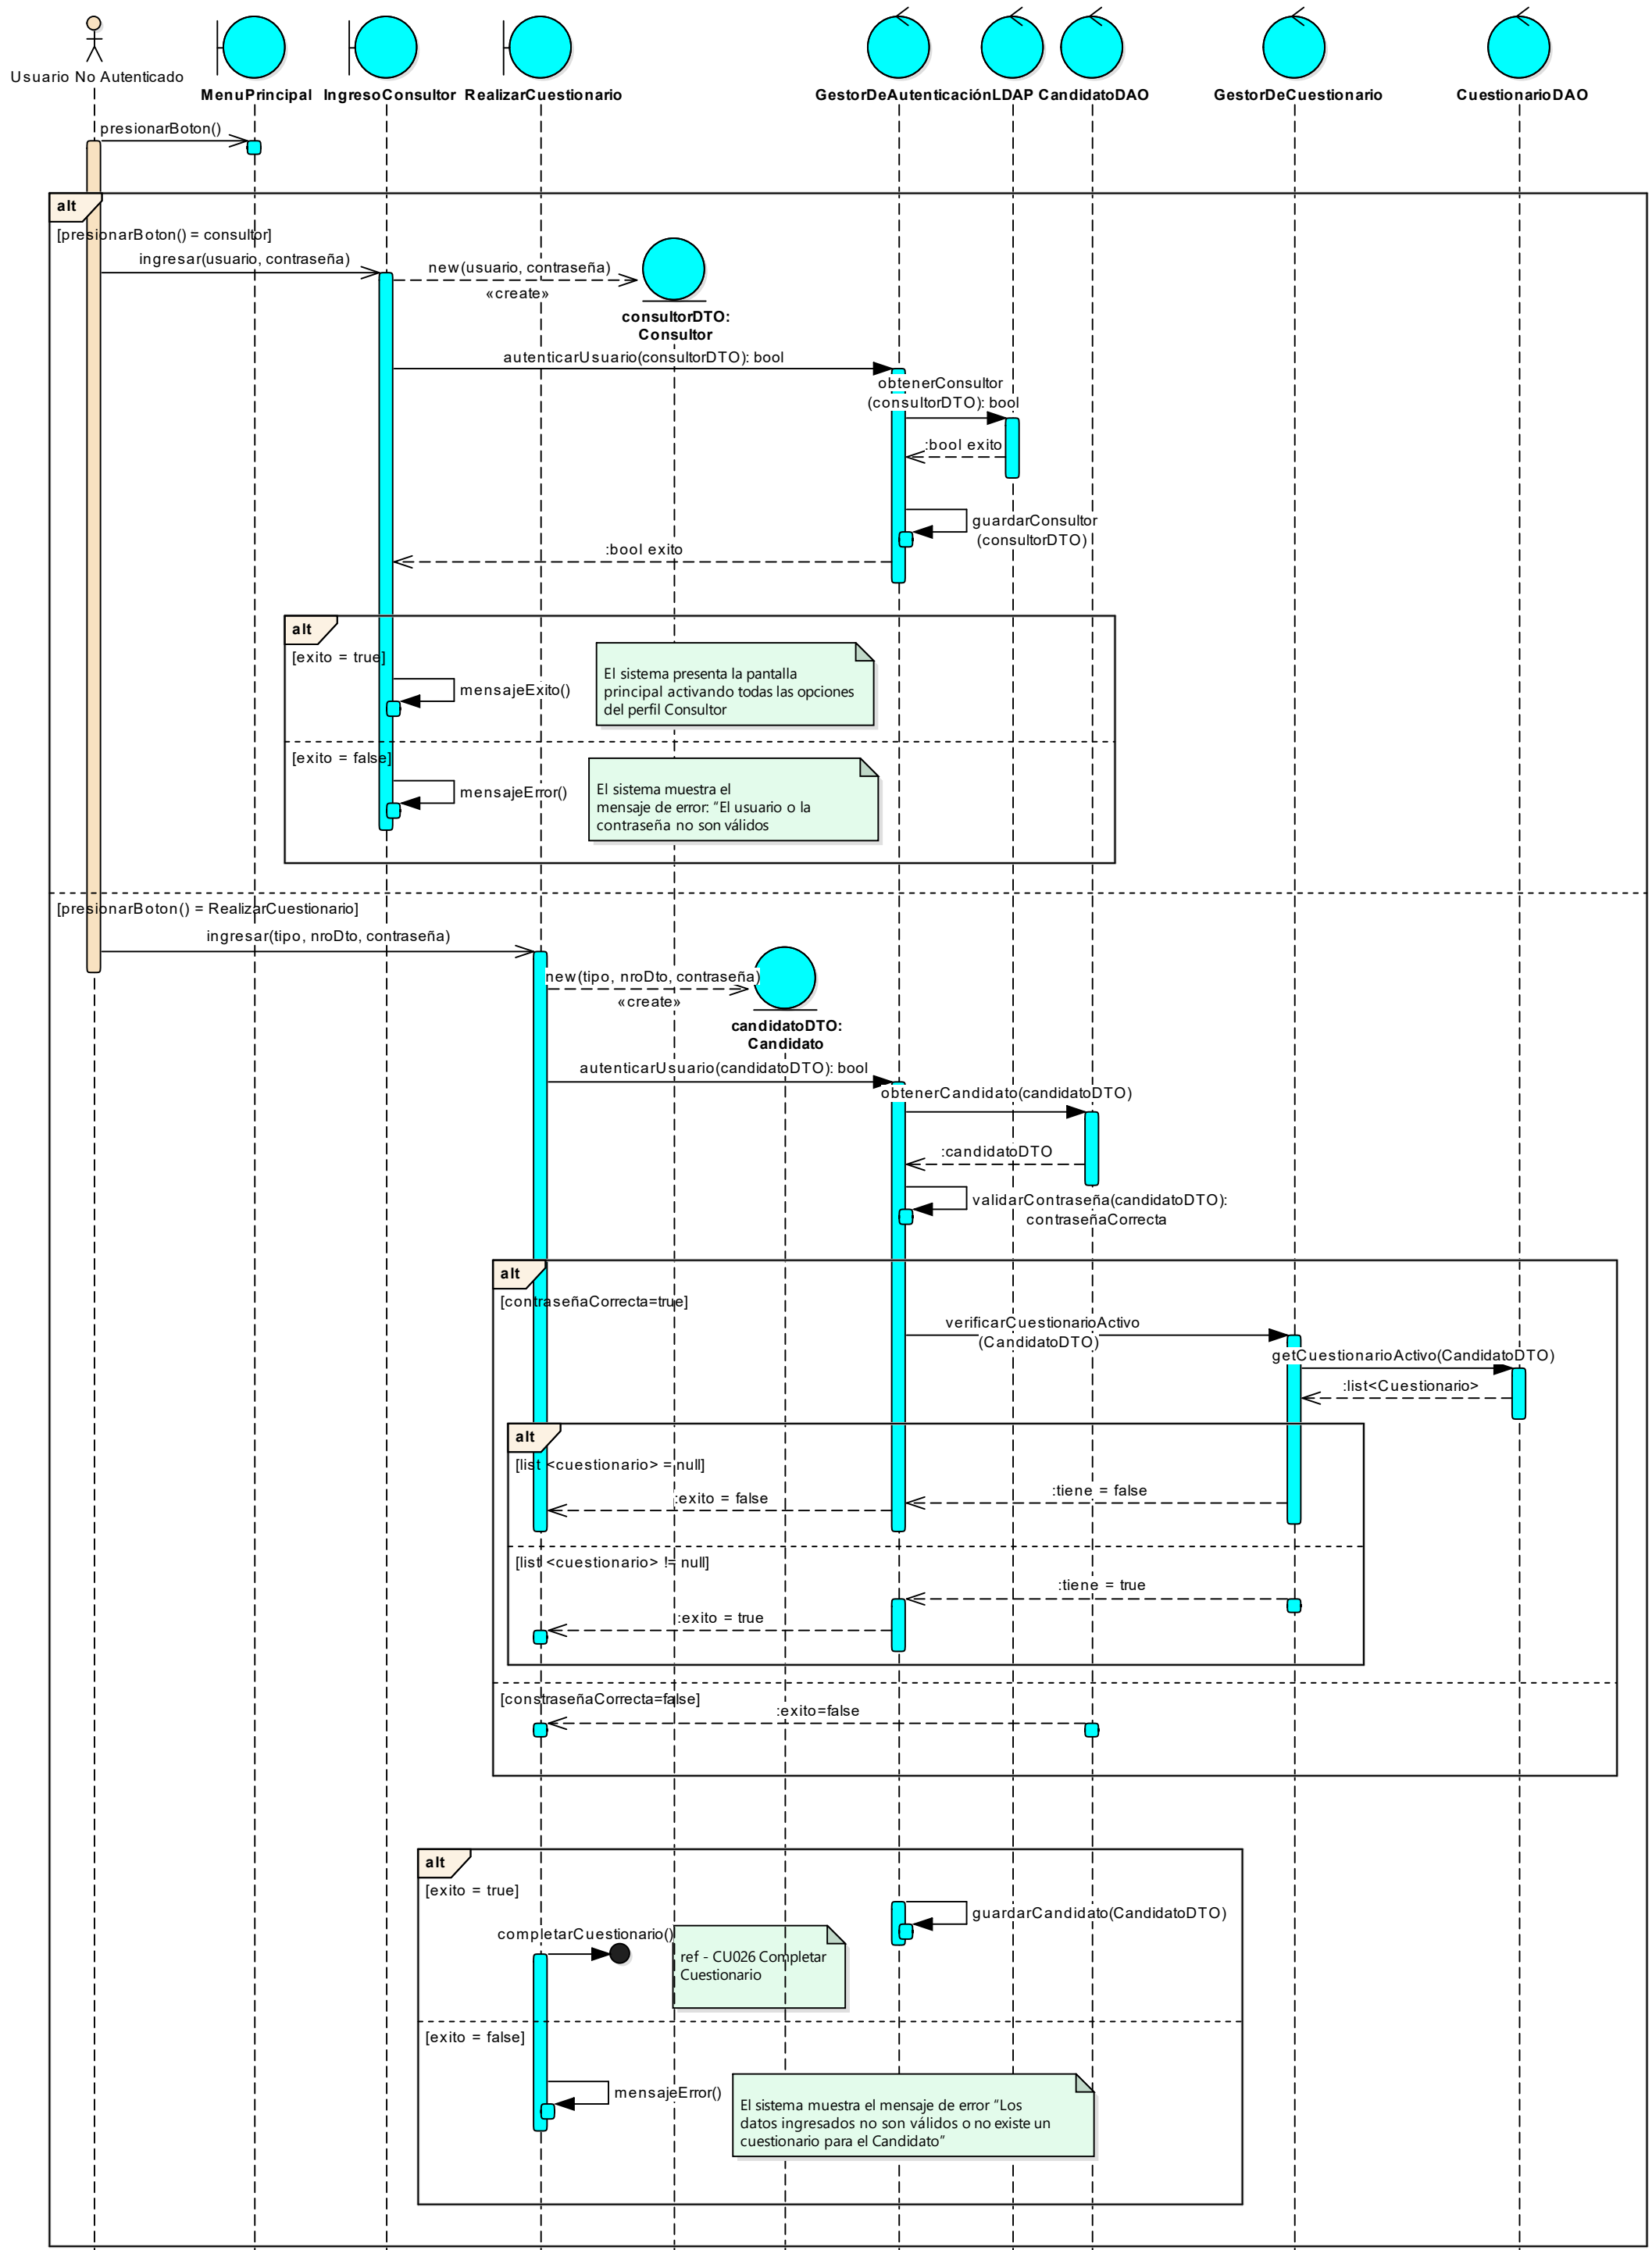 Usuario No Autenticado
MenuPrincipal
IngresoConsultor
RealizarCuestionario
GestorDeAutenticación
LDAP
CandidatoDAO
GestorDeCuestionario
CuestionarioDAO
presionarBoton()
alt
[presionarBoton() = consultor]
ingresar(usuario, contraseña)
new(usuario, contraseña)
«create»
consultorDTO:
Consultor
autenticarUsuario(consultorDTO): bool
obtenerConsultor
(consultorDTO): bool
:bool exito
guardarConsultor
(consultorDTO)
:bool exito
alt
[exito = true]
mensajeExito()
El sistema presenta la pantalla
principal activando todas las opciones
del perfil Consultor
[exito = false]
mensajeError()
El sistema muestra el
mensaje de error: “El usuario o la
contraseña no son válidos
[presionarBoton() = RealizarCuestionario]
ingresar(tipo, nroDto, contraseña)
new(tipo, nroDto, contraseña)
«create»
candidatoDTO:
Candidato
autenticarUsuario(candidatoDTO): bool
obtenerCandidato(candidatoDTO)
:candidatoDTO
validarContraseña(candidatoDTO):
contraseñaCorrecta
alt
[contraseñaCorrecta=true]
verificarCuestionarioActivo
(CandidatoDTO)
getCuestionarioActivo(CandidatoDTO)
:list<Cuestionario>
alt
[list <cuestionario> = null]
:tiene = false
:exito = false
[list <cuestionario> != null]
:tiene = true
:exito = true
[constraseñaCorrecta=false]
:exito=false
alt
[exito = true]
guardarCandidato(CandidatoDTO)
completarCuestionario()
ref - CU026 Completar
Cuestionario
[exito = false]
mensajeError()
El sistema muestra el mensaje de error “Los
datos ingresados no son válidos o no existe un
cuestionario para el Candidato”